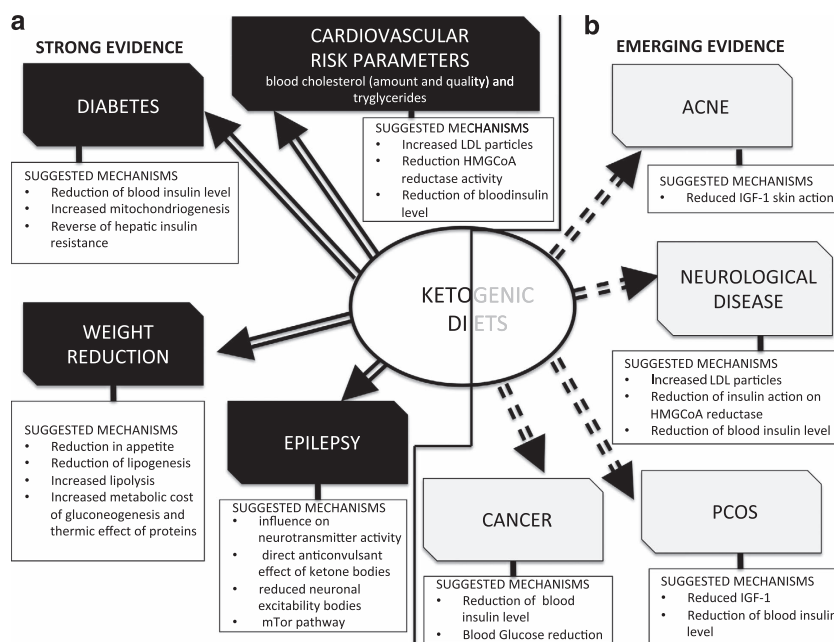 a
STRONG EVIDENCE
DIABETES
SUGGESTED MECHANISMS
• Reduction of blood insulin level
• Increased mitochondriogenesis
• Reverse of hepatic insulin
resistance
CARDIOVASCULAR
RISK PARAMETERS
blood cholesterol (amount and quality) and
tryglycerides
SUGGESTED MECHANISMS
• Increased LDL particles
• Reduction HMGCoA
reductase activity
• Reduction of bloodinsulin
level
WEIGHT
REDUCTION
SUGGESTED MECHANISMS
• Reduction in appetite
• Reduction of lipogenesis
• Increased lipolysis
• Increased metabolic cost
of gluconeogenesis and
thermic effect of proteins
EPILEPSY
SUGGESTED MECHANISMS
• influence on
neurotransmitter activity
• direct anticonvulsant
effect of ketone bodies
• reduced neuronal
excitability bodies
• mTor pathway
KETOGENIC
DIETS
b
EMERGING EVIDENCE
ACNE
SUGGESTED MECHANISMS
• Reduced IGF-1 skin action
NEUROLOGICAL
DISEASE
SUGGESTED MECHANISMS
• Increased LDL particles
• Reduction of insulin action on
HMGCoA reductase
• Reduction of blood insulin level
CANCER
SUGGESTED MECHANISMS
• Reduction of blood
insulin level
• Blood Glucose reduction
PCOS
SUGGESTED MECHANISMS
• Reduced IGF-1
• Reduction of blood insulin
level